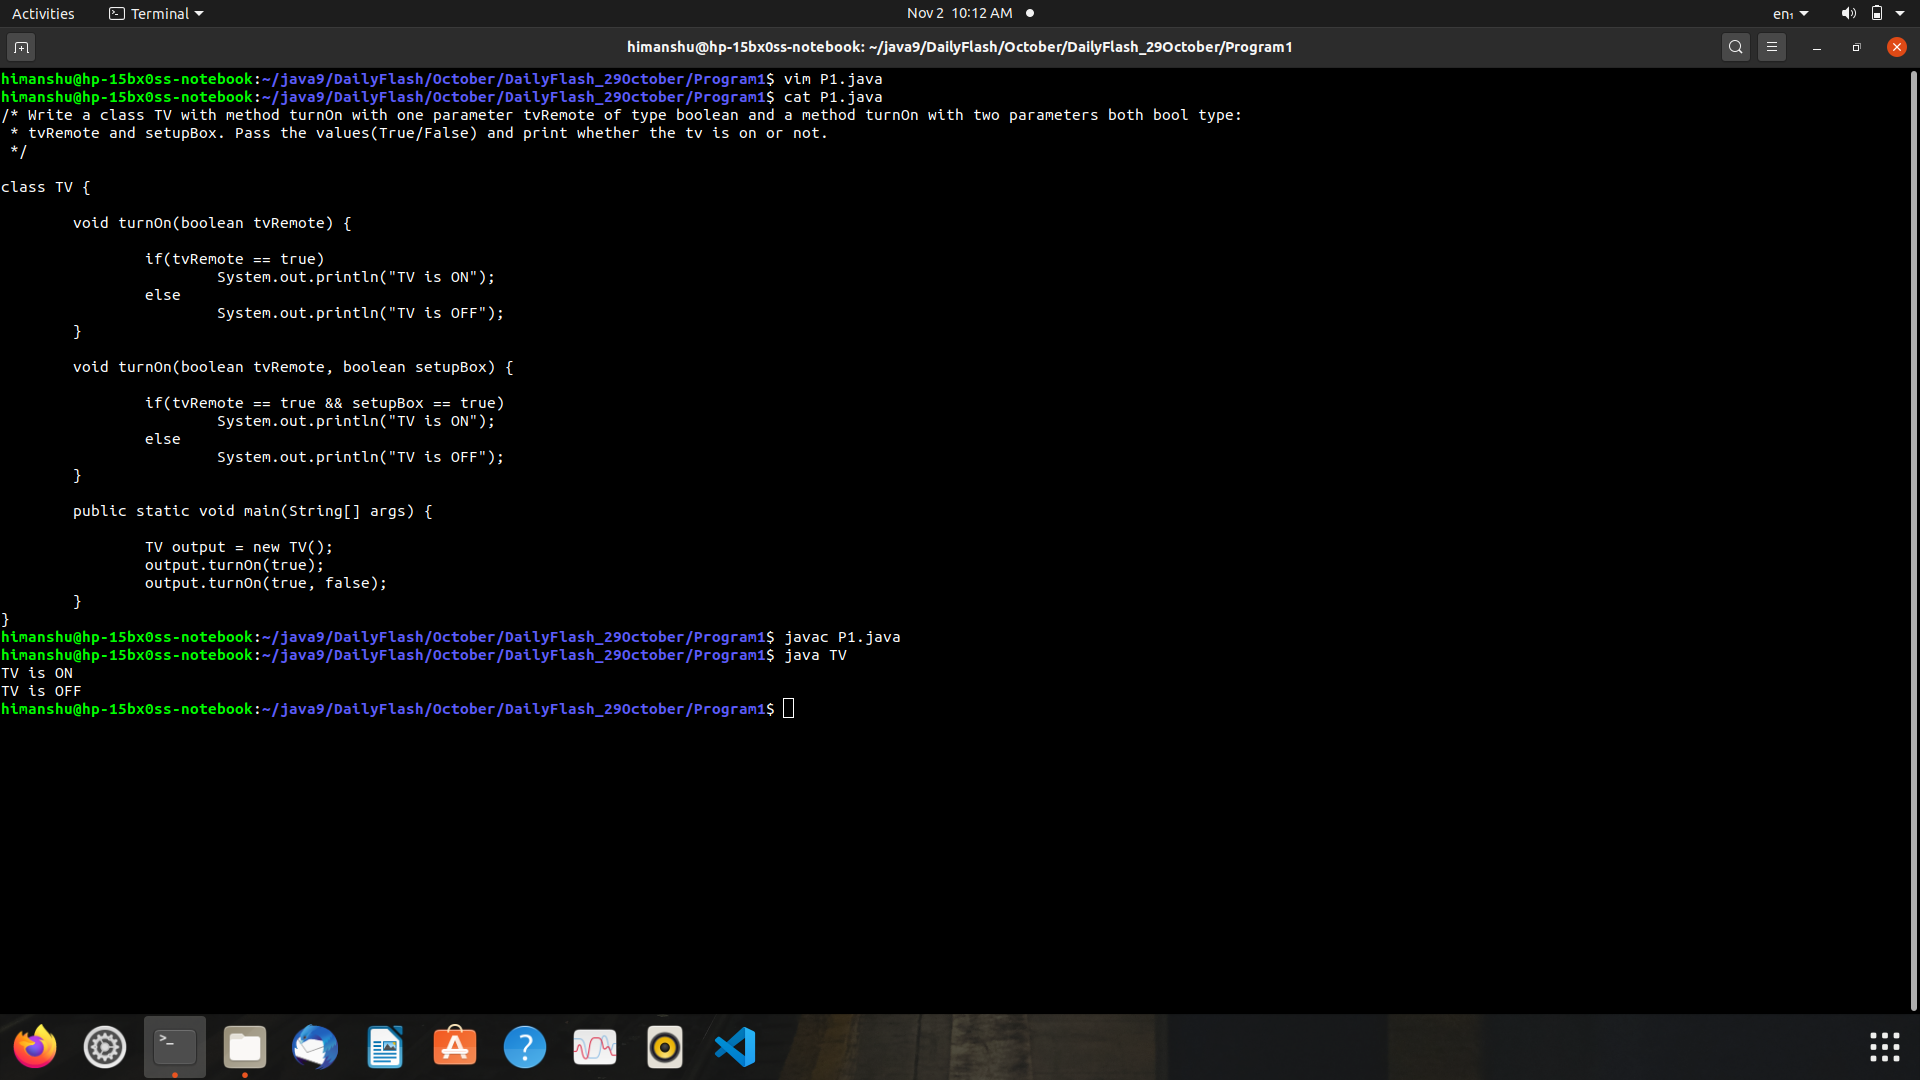 Activities Terminal Nov 2 10:12 AM en₁
himanshu@hp-15bx0ss-notebook: ~/java9/DailyFlash/October/DailyFlash_29October/Program1
himanshu@hp-15bx0ss-notebook:~/java9/DailyFlash/October/DailyFlash_29October/Program1$ vim P1.java
himanshu@hp-15bx0ss-notebook:~/java9/DailyFlash/October/DailyFlash_29October/Program1$ cat P1.java
/* Write a class TV with method turnOn with one parameter tvRemote of type boolean and a method turnOn with two parameters both bool type:
 * tvRemote and setupBox. Pass the values(True/False) and print whether the tv is on or not.
 */
class TV {
        void turnOn(boolean tvRemote) {
                if(tvRemote == true)
                        System.out.println("TV is ON");
                else
                        System.out.println("TV is OFF");
        }
        void turnOn(boolean tvRemote, boolean setupBox) {
                if(tvRemote == true && setupBox == true)
                        System.out.println("TV is ON");
                else
                        System.out.println("TV is OFF");
        }
        public static void main(String[] args) {
                TV output = new TV();
                output.turnOn(true);
                output.turnOn(true, false);
        }
}
himanshu@hp-15bx0ss-notebook:~/java9/DailyFlash/October/DailyFlash_29October/Program1$ javac P1.java
himanshu@hp-15bx0ss-notebook:~/java9/DailyFlash/October/DailyFlash_29October/Program1$ java TV
TV is ON
TV is OFF
himanshu@hp-15bx0ss-notebook:~/java9/DailyFlash/October/DailyFlash_29October/Program1$